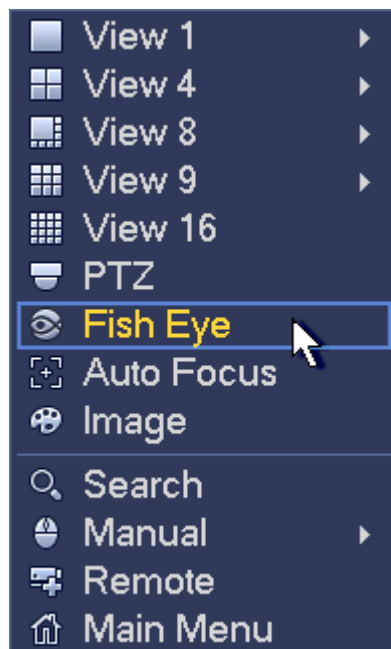 View 1
View 4
View 8
View 9
View 16
PTZ
Fish Eye
Auto Focus
Image
Search
Manual
Remote
Main Menu